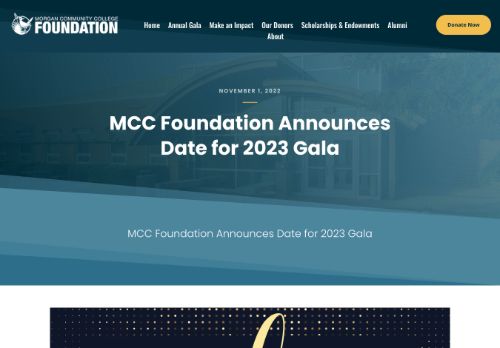 MORGAN COMMUNITY COLLEGE
FOUNDATION
Home Annual Gala Make an Impact Our Donors Scholarships & Endowments Alumni
About
Donate Now
NOVEMBER 1, 2022
MCC Foundation Announces
Date for 2023 Gala
MCC Foundation Announces Date for 2023 Gala